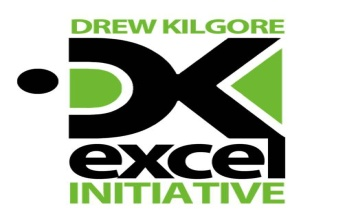 DREW KILGORE
DK
excel
INITIATIVE